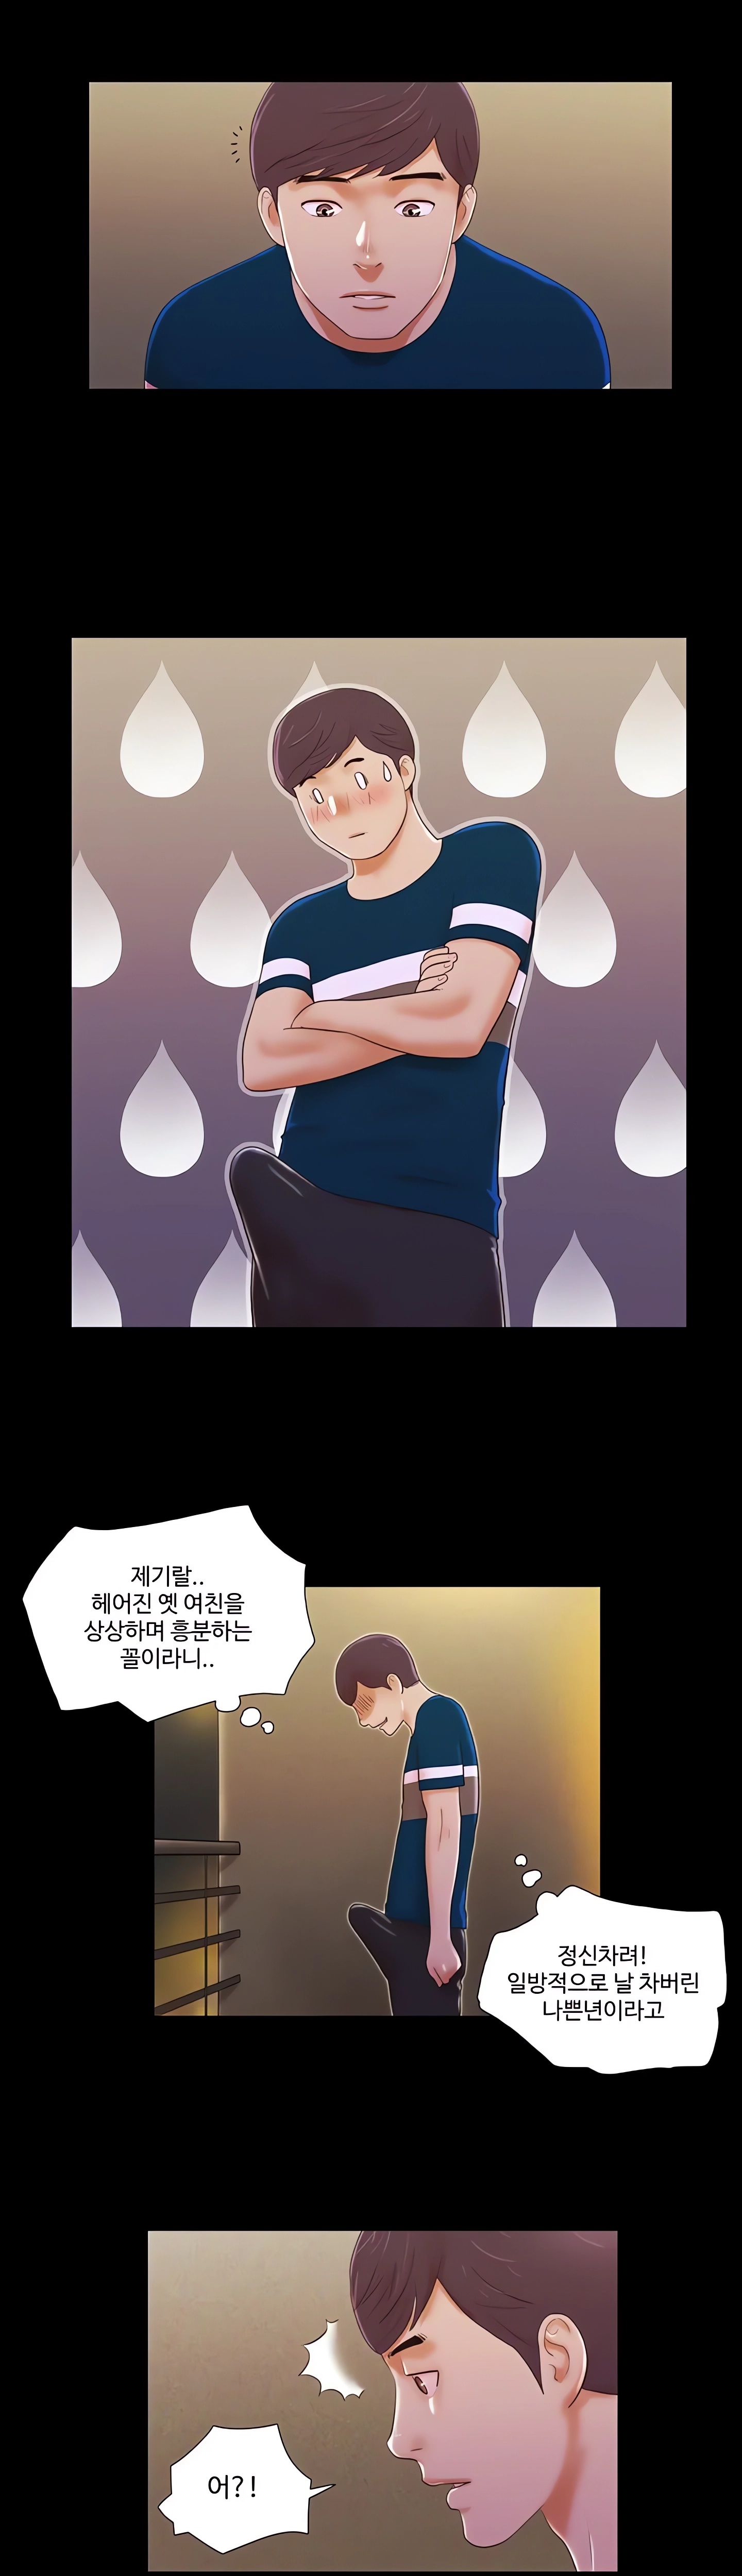 제기랄..
헤어진 옛 여친을
상상하며 흥분하는
꼴이라니..
정신차려!
일방적으로 날 차버린
나쁜년이라고
어?!